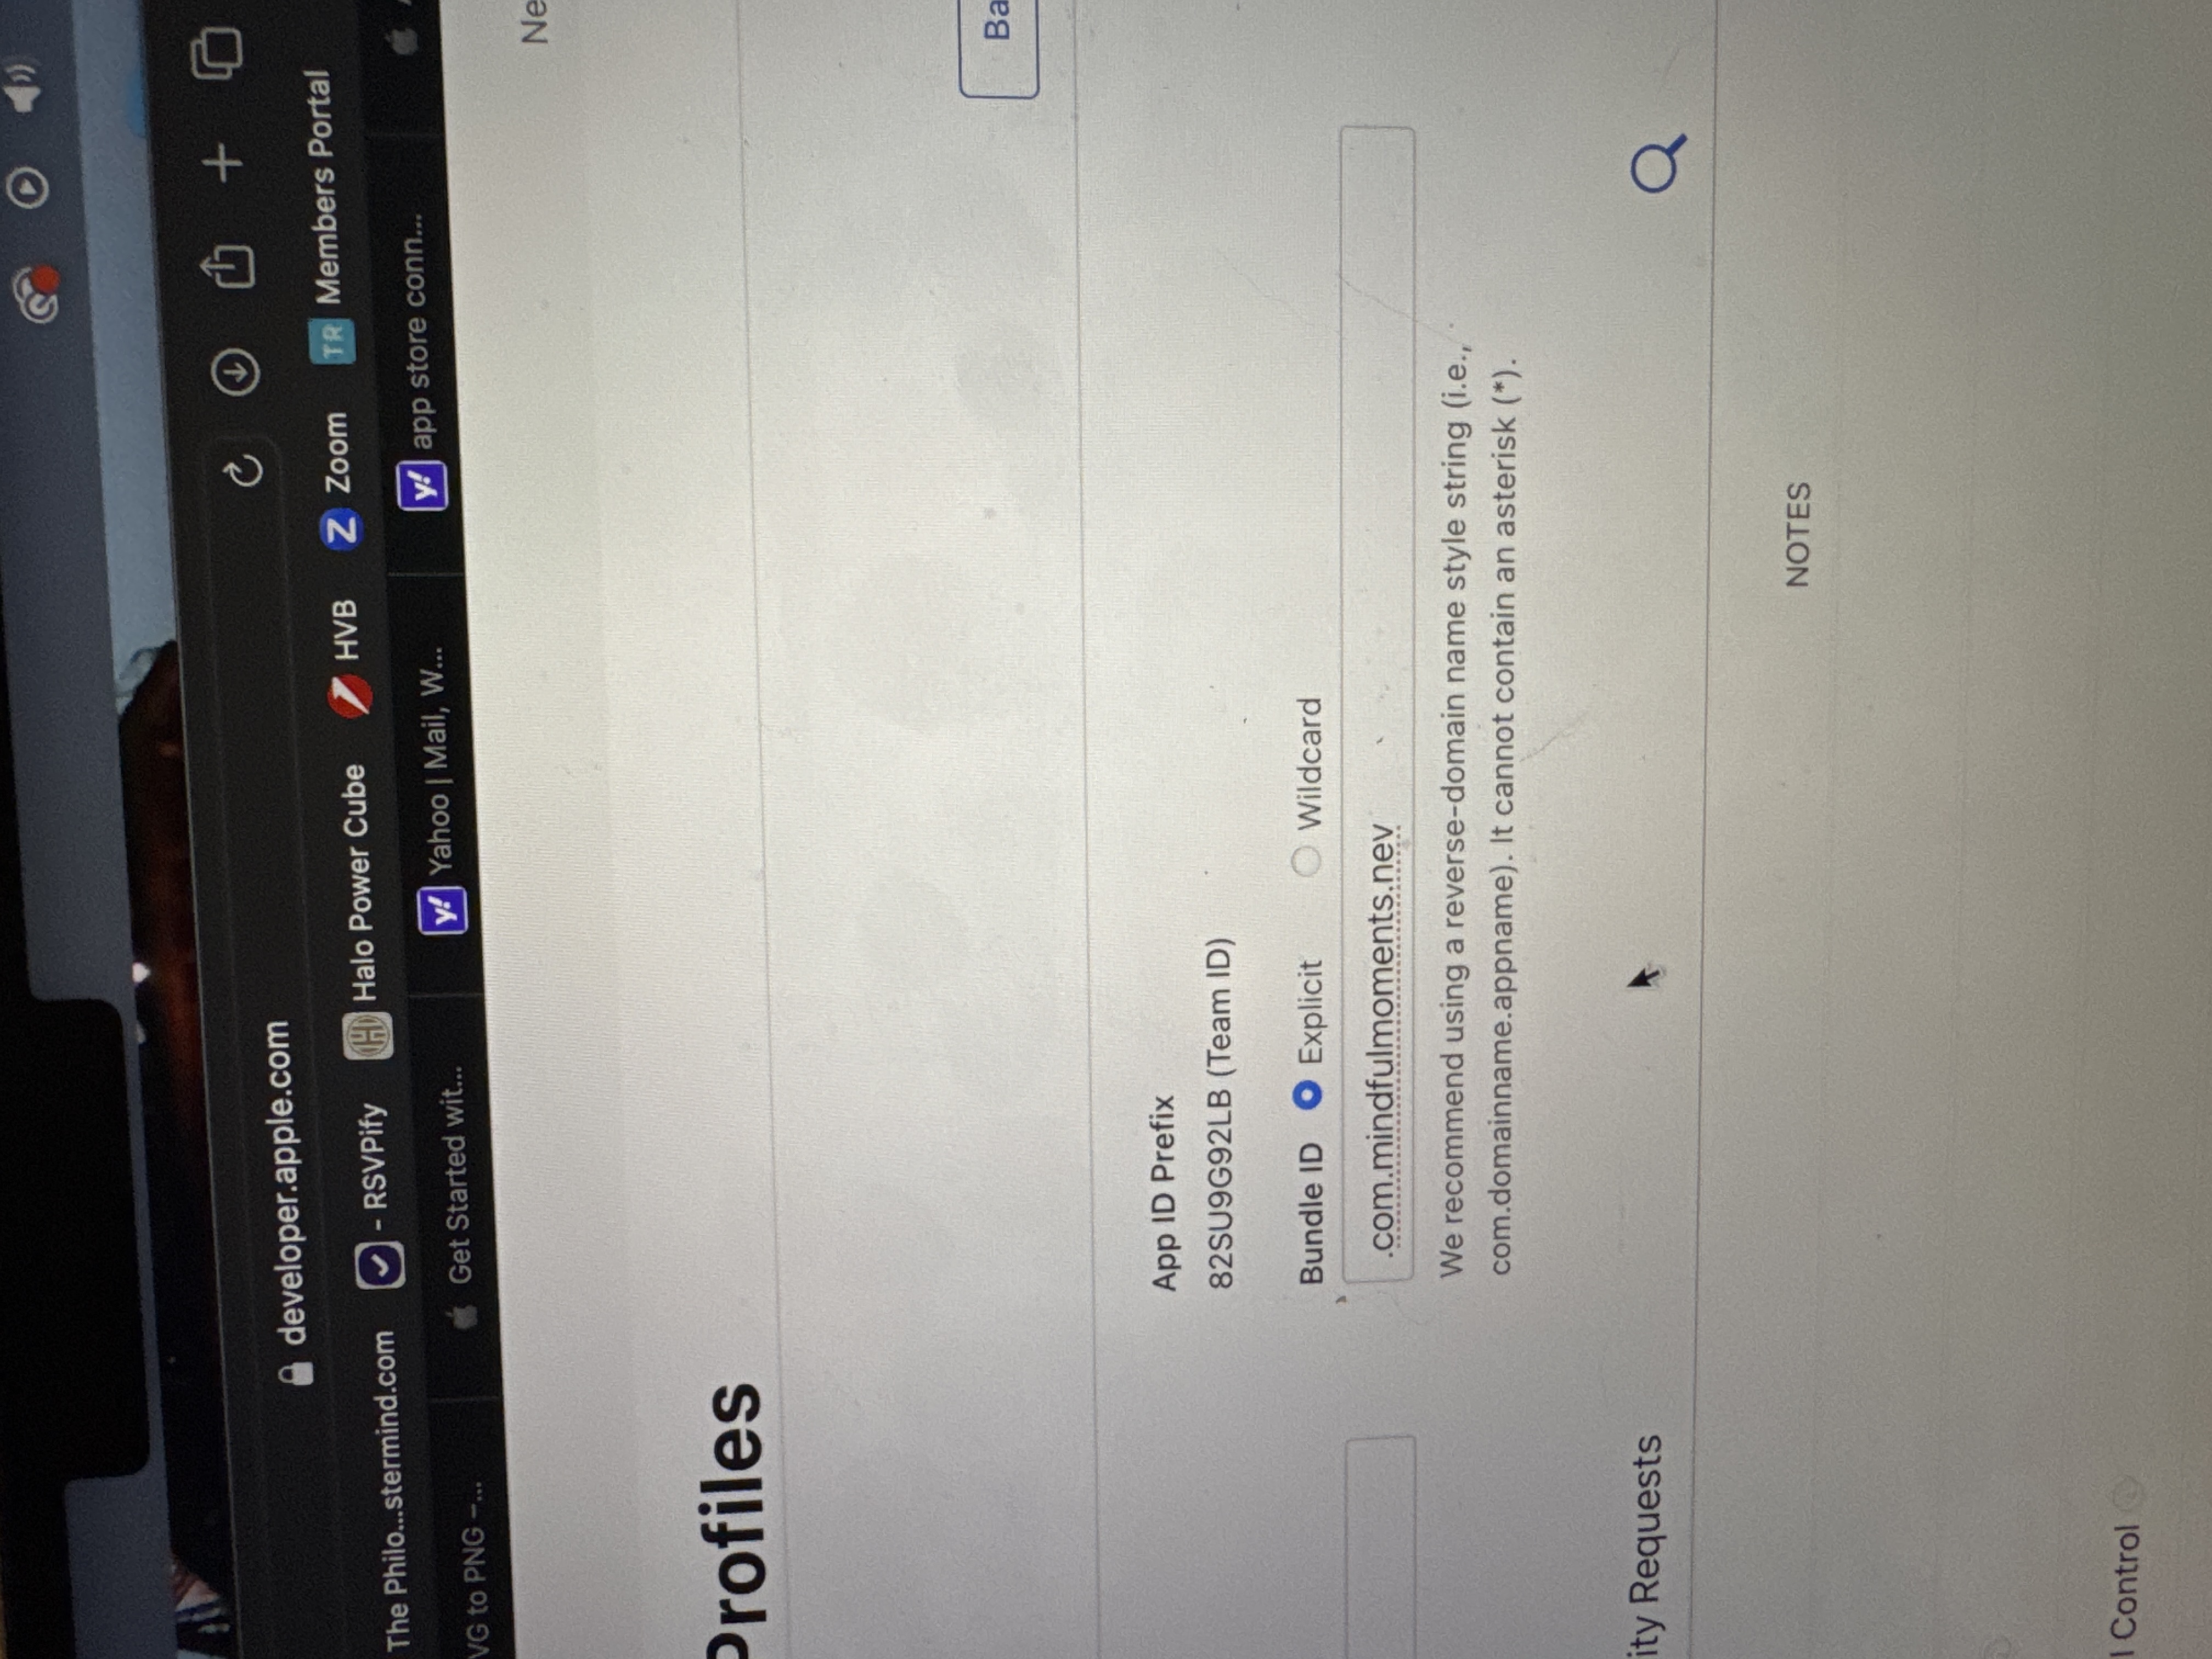 developer.apple.com
The Philo...stermind.com - RSVPify Halo Power Cube HVB Z Zoom TR Members Portal
VG to PNG –... Get Started wit... y! Yahoo | Mail, W... y! app store conn...
Ne
Profiles
Ba
App ID Prefix
82SU9G92LB (Team ID)
Bundle ID Explicit Wildcard
.com.mindfulmoments.nev
We recommend using a reverse-domain name style string (i.e.,
com.domainname.appname). It cannot contain an asterisk (*).
ity Requests
NOTES
l Control